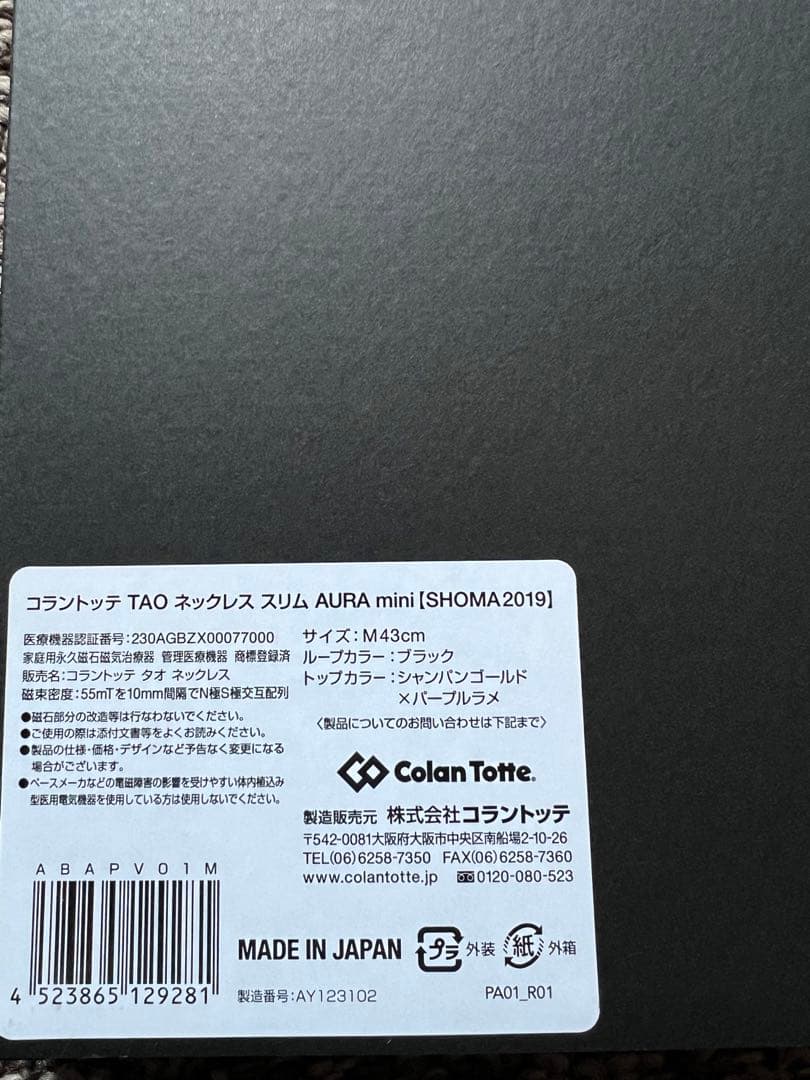 コラントッテ TAO ネックレス スリム AURA mini【SHOMA2019】
医療機器認証番号:230AGBZX00077000
家庭用永久磁石磁気治療器 管理医療機器 商標登録済
販売名:コラントッテ タオ ネックレス
磁束密度:55mTを10mm間隔でN極S極交互配列
●磁石部分の改造等は行なわないでください。
●ご使用の際は添付文書等をよくお読みください。
●製品の仕様・価格・デザインなど予告なく変更になる
場合がございます。
●ペースメーカなどの電磁障害の影響を受けやすい体内植込み
型医用電気機器を使用している方は使用しないでください。
サイズ:M43cm
ループカラー:ブラック
トップカラー:シャンパンゴールド
×パープルラメ
〈製品についてのお問い合わせは下記まで〉
Colan Totte®
製造販売元 株式会社コラントッテ
〒542-0081大阪府大阪市中央区南船場2-10-26
TEL(06)6258-7350 FAX(06)6258-7360
www.colantotte.jp 0120-080-523
ABAPV01M
4 523865 129281
MADE IN JAPAN
プラ 外装
紙 外箱
製造番号:AY123102
PA01_R01